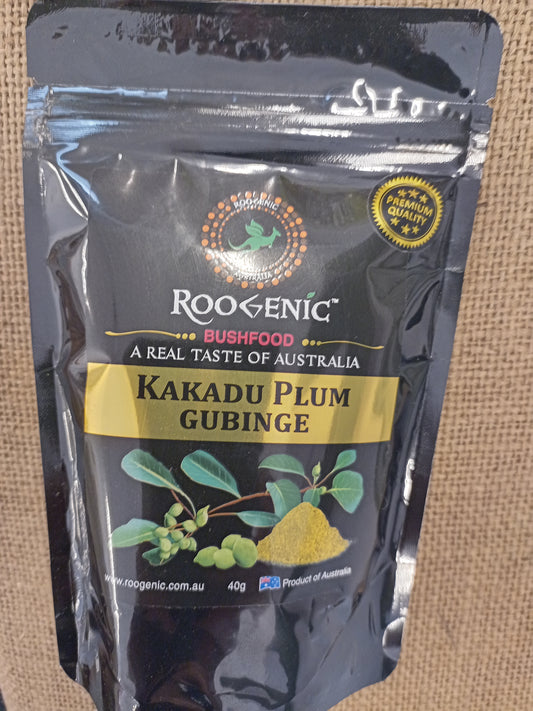 ROOGENIC
AUSTRALIA
PREMIUM
QUALITY
ROOGENIC™
BUSHFOOD
A REAL TASTE OF AUSTRALIA
KAKADU PLUM
GUBINGE
www.roogenic.com.au 40g Product of Australia